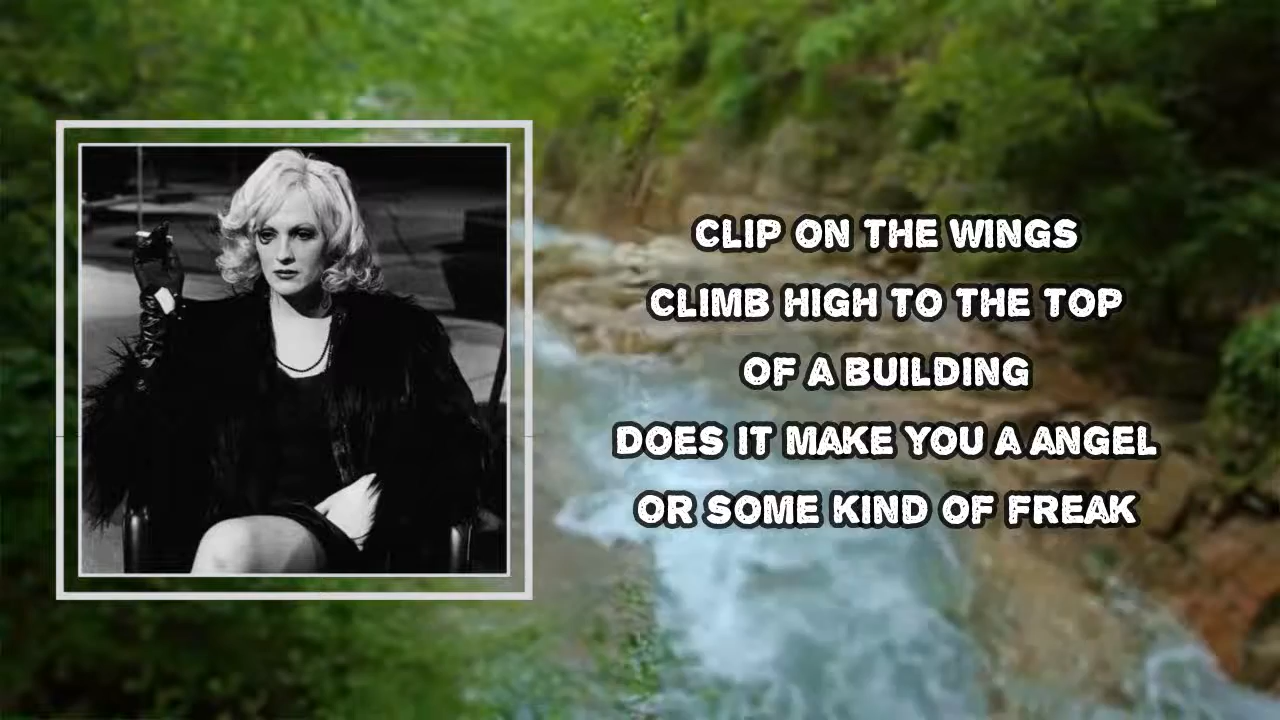 CLIP ON THE WINGS
CLIMB HIGH TO THE TOP
OF A BUILDING
DOES IT MAKE YOU A ANGEL
OR SOME KIND OF FREAK